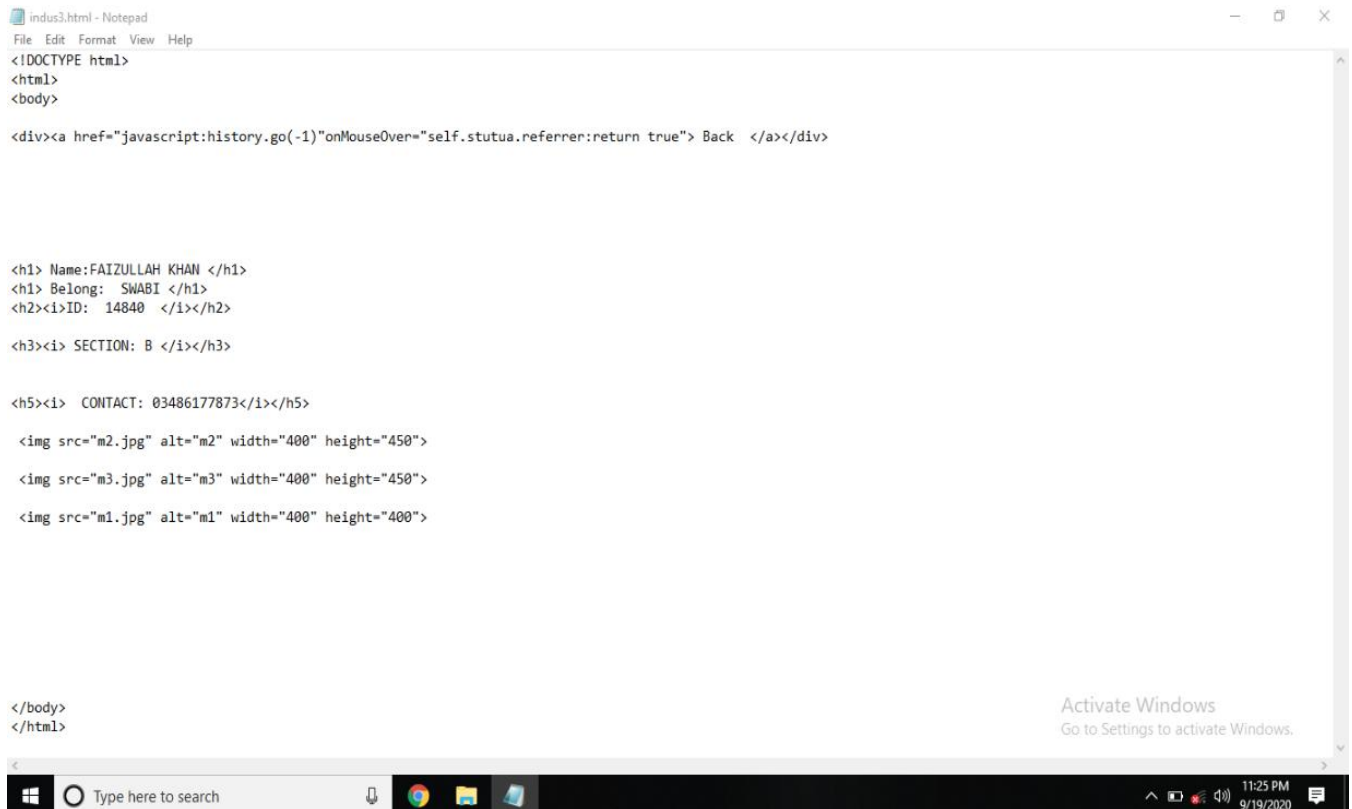 indus3.html - Notepad
File Edit Format View Help
<!DOCTYPE html>
<html>
<body>
<div><a href="javascript:history.go(-1)"onMouseOver="self.stutua.referrer:return true"> Back  </a></div>
<h1> Name:FAIZULLAH KHAN </h1>
<h1> Belong:  SWABI </h1>
<h2><i>ID:  14840  </i></h2>
<h3><i> SECTION: B </i></h3>
<h5><i>  CONTACT: 03486177873</i></h5>
<img src="m2.jpg" alt="m2" width="400" height="450">
<img src="m3.jpg" alt="m3" width="400" height="450">
<img src="m1.jpg" alt="m1" width="400" height="400">
</body>
</html>
Activate Windows
Go to Settings to activate Windows.
Type here to search
11:25 PM
9/19/2020